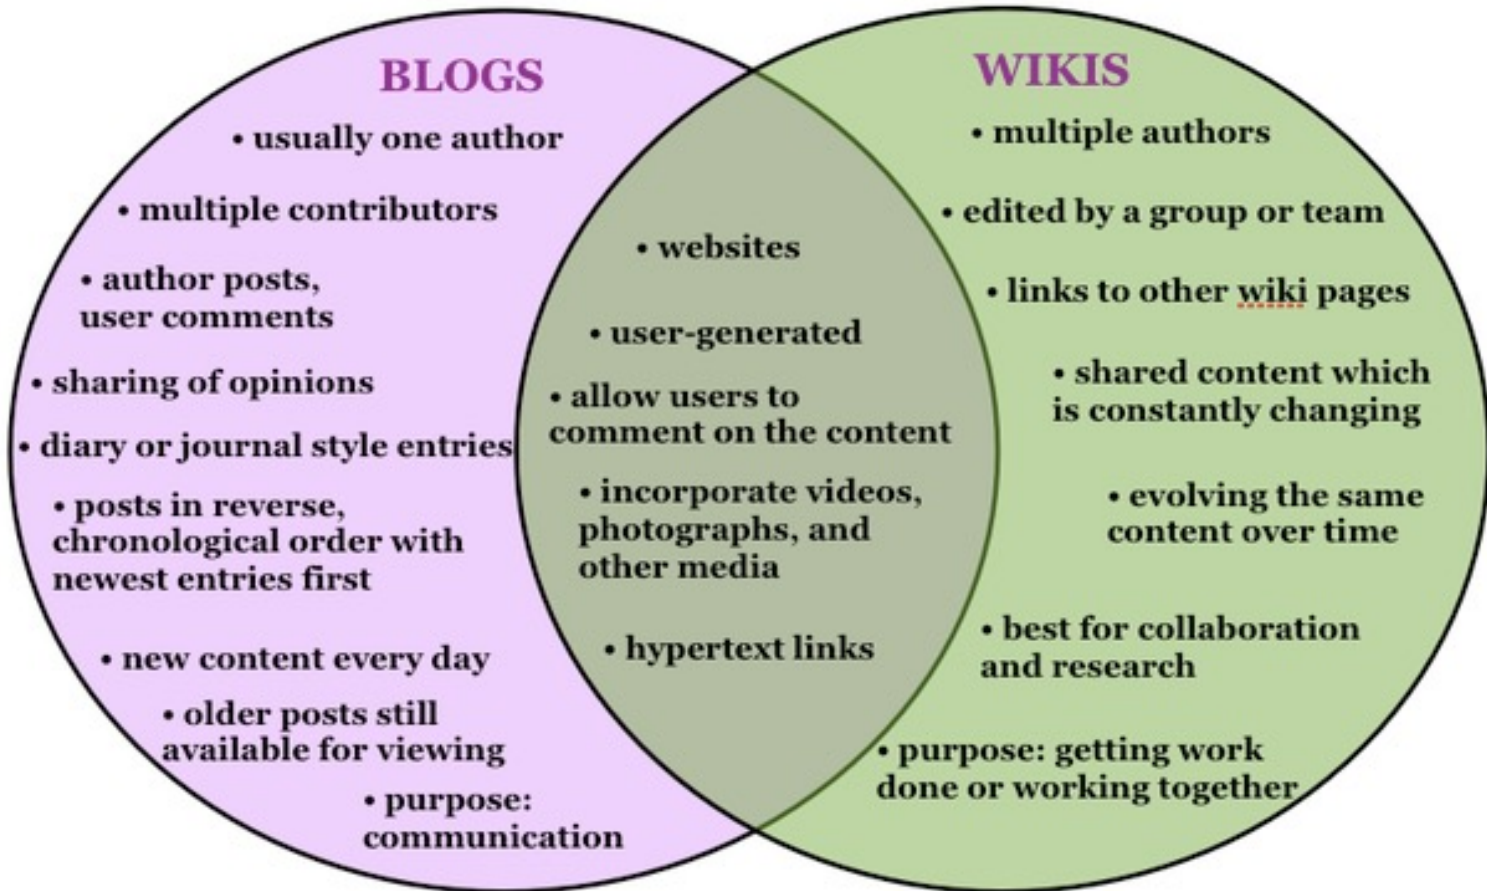 BLOGS
• usually one author
• multiple contributors
• author posts,
user comments
• sharing of opinions
• diary or journal style entries
• posts in reverse,
chronological order with
newest entries first
• new content every day
• older posts still
available for viewing
• purpose:
communication
• websites
• user-generated
• allow users to
comment on the content
• incorporate videos,
photographs, and
other media
• hypertext links
WIKIS
• multiple authors
• edited by a group or team
• links to other wiki pages
• shared content which
is constantly changing
• evolving the same
content over time
• best for collaboration
and research
• purpose: getting work
done or working together